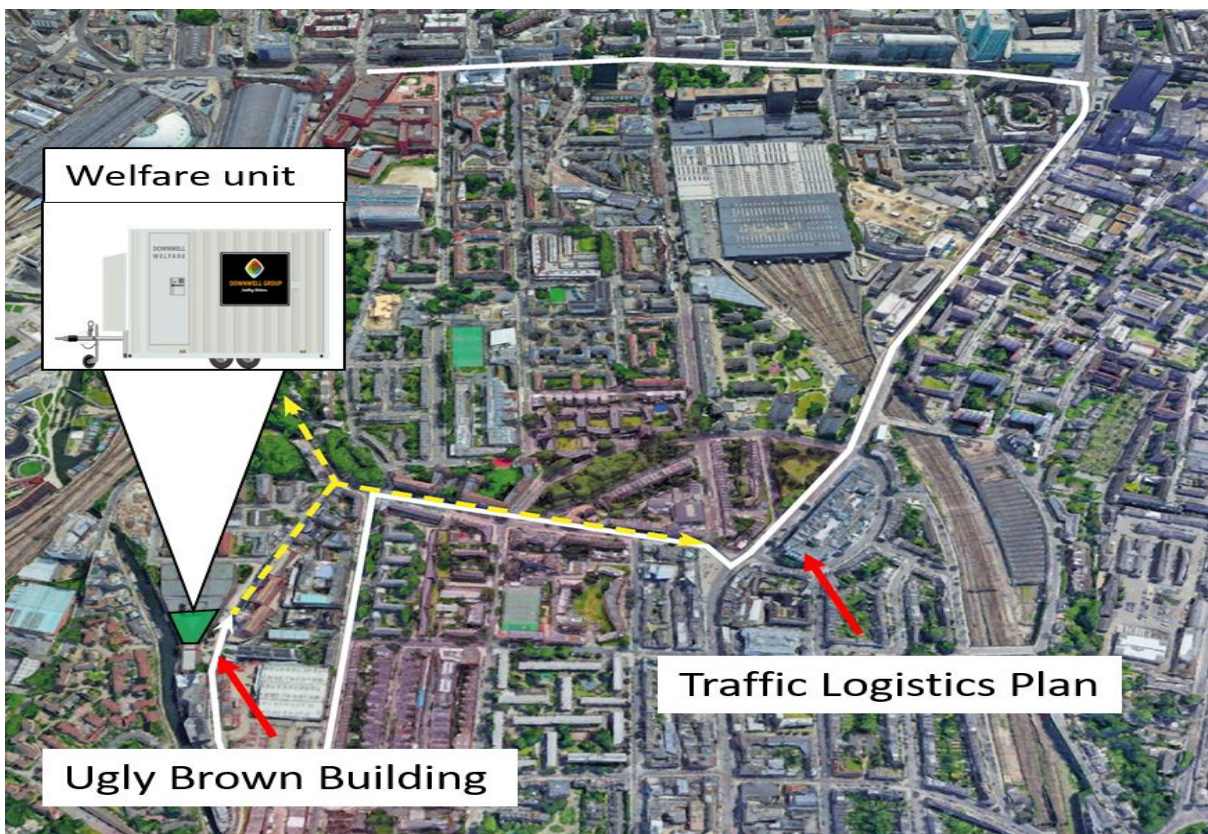 Welfare unit
DOWNWELL
WELFARE
DOWNWELL GROUP
Traffic Logistics Plan
Ugly Brown Building